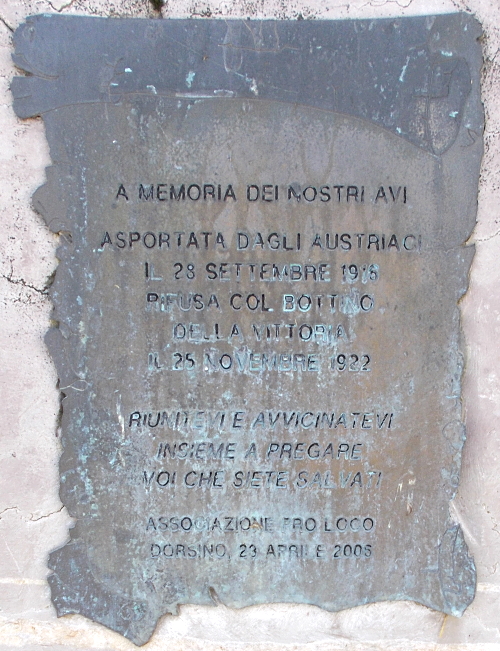 A MEMORIA DEI NOSTRI AVI
ASPORTATA DAGLI AUSTRIACI
IL 28 SETTEMBRE 1918
RIFUSA COL BOTTINO
DELLA VITTORIA
IL 25 NOVEMBRE 1922
RIUNITEVI E AVVICINATEVI
INSIEME A PREGARE
VOI CHE SIETE SALVATI
ASSOCIAZIONE PRO LOCO
DORSINO, 23 APRILE 2006